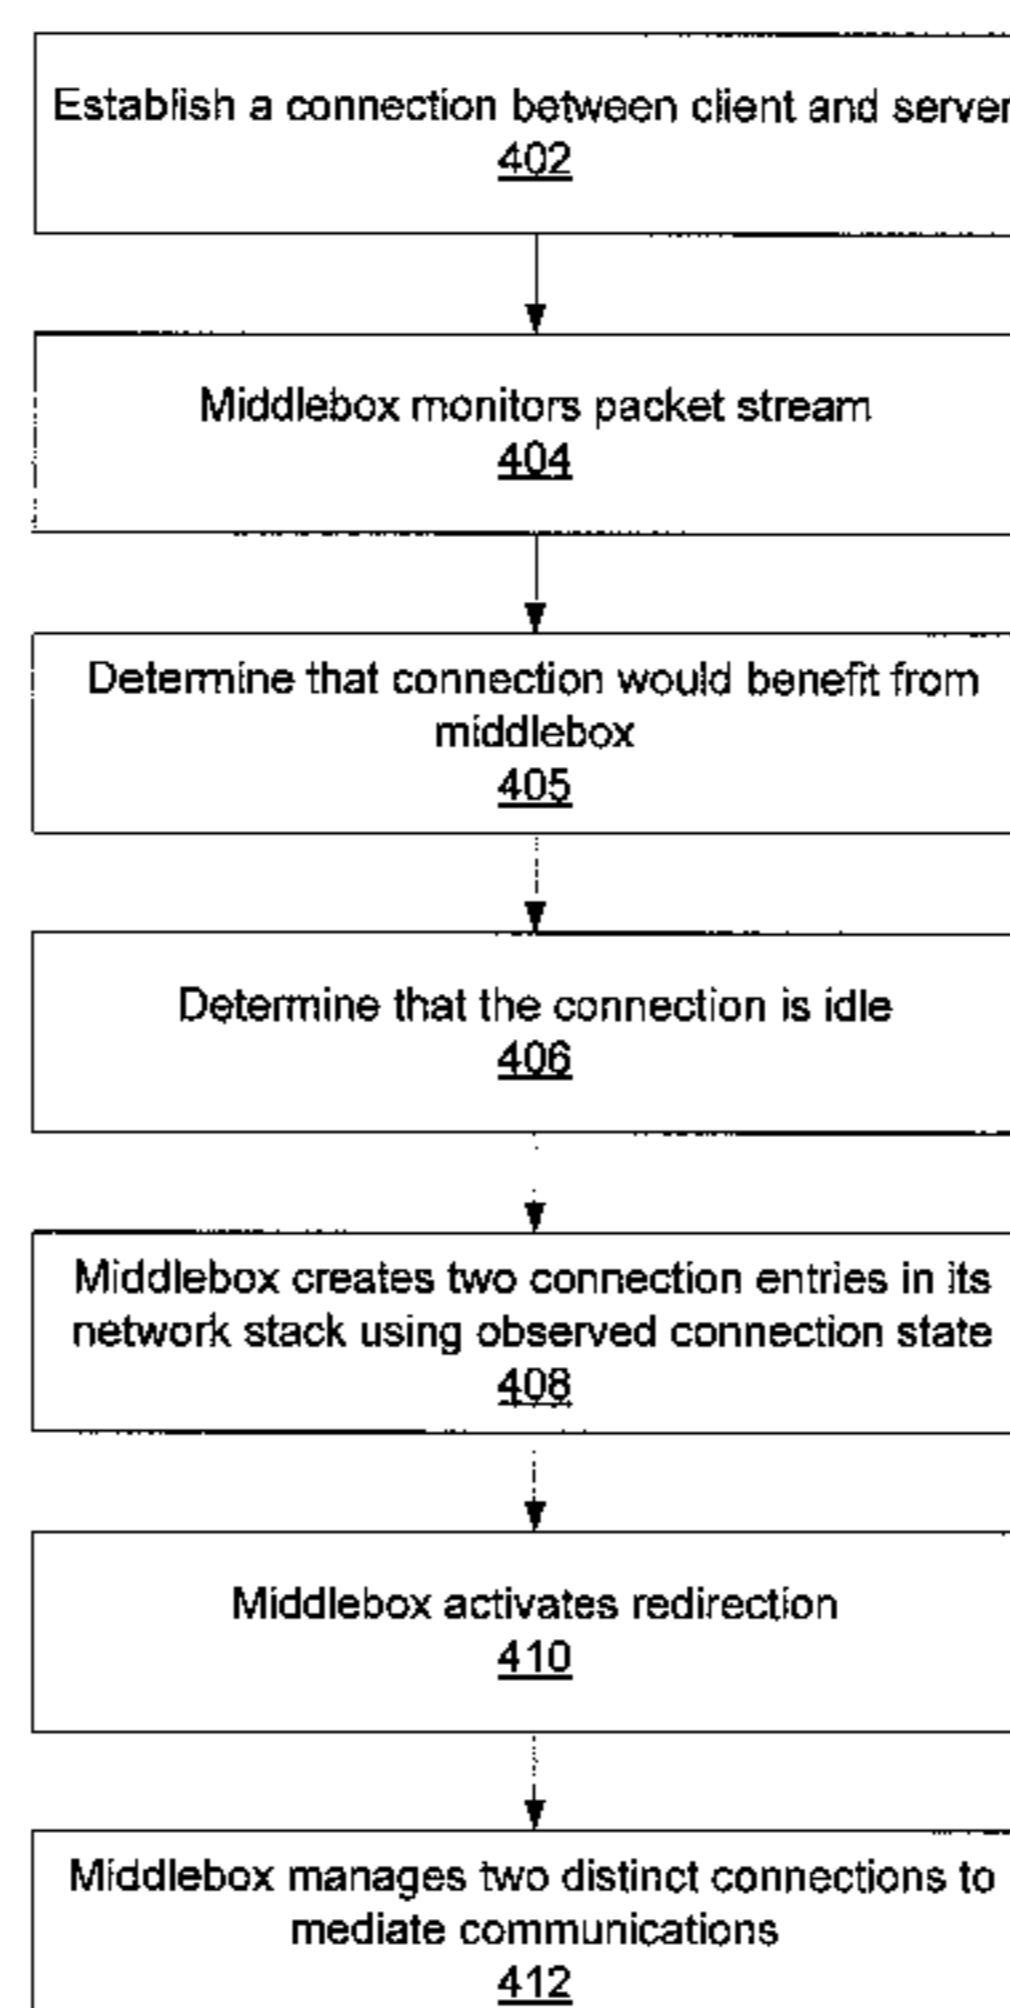 Establish a connection between client and server
402
Middlebox monitors packet stream
404
Determine that connection would benefit from
middlebox
405
Determine that the connection is idle
406
Middlebox creates two connection entries in its
network stack using observed connection state
408
Middlebox activates redirection
410
Middlebox manages two distinct connections to
mediate communications
412